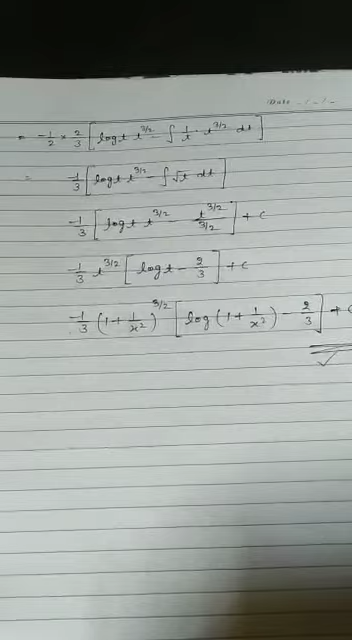 Date - / - / -
= -1/2 × 2/3 [log t t^3/2 - ∫ 1/t · t^3/2 dt]
= -1/3 [log t t^3/2 - ∫ √t dt]
-1/3 [log t t^3/2 - t^3/2 / 3/2] + c
-1/3 t^3/2 [log t - 2/3] + c
-1/3 (1 + 1/x²)^3/2 [log (1 + 1/x²) - 2/3] + c